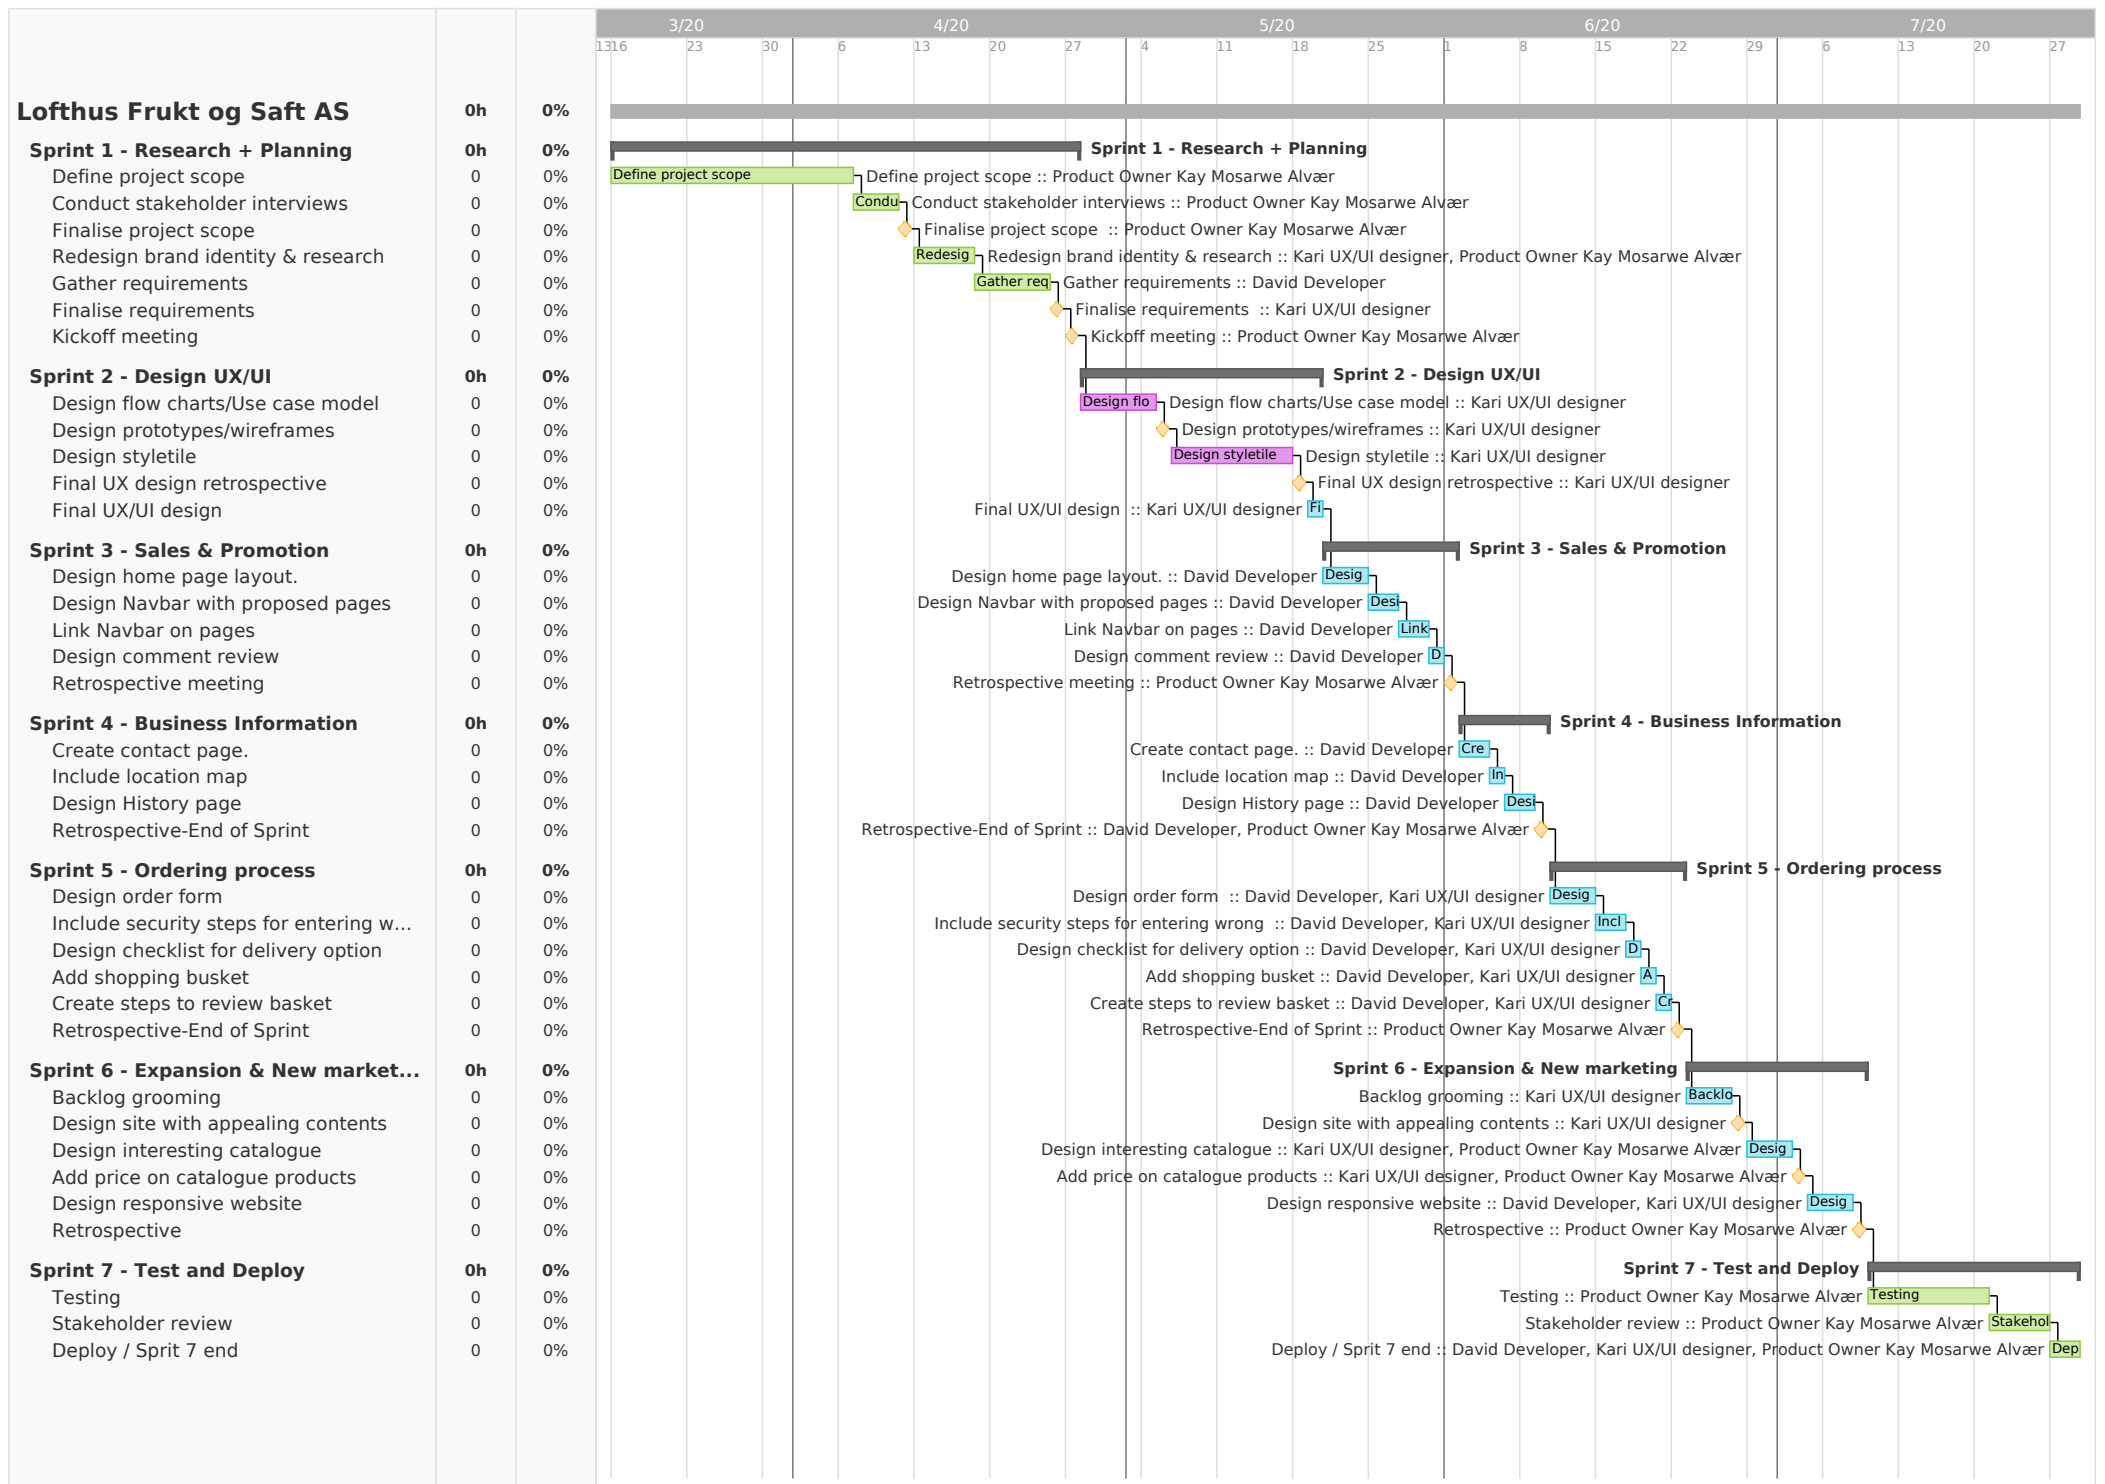 3/20 4/20 5/20 6/20 7/20
13 16 23 30 6 13 20 27 4 11 18 25 1 8 15 22 29 6 13 20 27
Lofthus Frukt og Saft AS 0h 0%
Sprint 1 - Research + Planning 0h 0% Sprint 1 - Research + Planning
Define project scope 0 0% Define project scope Define project scope :: Product Owner Kay Mosarwe Alvær
Conduct stakeholder interviews 0 0% Condu Conduct stakeholder interviews :: Product Owner Kay Mosarwe Alvær
Finalise project scope 0 0% Finalise project scope :: Product Owner Kay Mosarwe Alvær
Redesign brand identity & research 0 0% Redesig Redesign brand identity & research :: Kari UX/UI designer, Product Owner Kay Mosarwe Alvær
Gather requirements 0 0% Gather req Gather requirements :: David Developer
Finalise requirements 0 0% Finalise requirements :: Kari UX/UI designer
Kickoff meeting 0 0% Kickoff meeting :: Product Owner Kay Mosarwe Alvær
Sprint 2 - Design UX/UI 0h 0% Sprint 2 - Design UX/UI
Design flow charts/Use case model 0 0% Design flo Design flow charts/Use case model :: Kari UX/UI designer
Design prototypes/wireframes 0 0% Design prototypes/wireframes :: Kari UX/UI designer
Design styletile 0 0% Design styletile Design styletile :: Kari UX/UI designer
Final UX design retrospective 0 0% Final UX design retrospective :: Kari UX/UI designer
Final UX/UI design 0 0% Final UX/UI design :: Kari UX/UI designer Fi
Sprint 3 - Sales & Promotion 0h 0% Sprint 3 - Sales & Promotion
Design home page layout. 0 0% Design home page layout. :: David Developer Desig
Design Navbar with proposed pages 0 0% Design Navbar with proposed pages :: David Developer Desi
Link Navbar on pages 0 0% Link Navbar on pages :: David Developer Link
Design comment review 0 0% Design comment review :: David Developer D
Retrospective meeting 0 0% Retrospective meeting :: Product Owner Kay Mosarwe Alvær
Sprint 4 - Business Information 0h 0% Sprint 4 - Business Information
Create contact page. 0 0% Create contact page. :: David Developer Cre
Include location map 0 0% Include location map :: David Developer In
Design History page 0 0% Design History page :: David Developer Desi
Retrospective-End of Sprint 0 0% Retrospective-End of Sprint :: David Developer, Product Owner Kay Mosarwe Alvær
Sprint 5 - Ordering process 0h 0% Sprint 5 - Ordering process
Design order form 0 0% Design order form :: David Developer, Kari UX/UI designer Desig
Include security steps for entering w... 0 0% Include security steps for entering wrong :: David Developer, Kari UX/UI designer Incl
Design checklist for delivery option 0 0% Design checklist for delivery option :: David Developer, Kari UX/UI designer D
Add shopping busket 0 0% Add shopping busket :: David Developer, Kari UX/UI designer A
Create steps to review basket 0 0% Create steps to review basket :: David Developer, Kari UX/UI designer Cr
Retrospective-End of Sprint 0 0% Retrospective-End of Sprint :: Product Owner Kay Mosarwe Alvær
Sprint 6 - Expansion & New market... 0h 0% Sprint 6 - Expansion & New marketing
Backlog grooming 0 0% Backlog grooming :: Kari UX/UI designer Backlo
Design site with appealing contents 0 0% Design site with appealing contents :: Kari UX/UI designer
Design interesting catalogue 0 0% Design interesting catalogue :: Kari UX/UI designer, Product Owner Kay Mosarwe Alvær Desig
Add price on catalogue products 0 0% Add price on catalogue products :: Kari UX/UI designer, Product Owner Kay Mosarwe Alvær
Design responsive website 0 0% Design responsive website :: David Developer, Kari UX/UI designer Desig
Retrospective 0 0% Retrospective :: Product Owner Kay Mosarwe Alvær
Sprint 7 - Test and Deploy 0h 0% Sprint 7 - Test and Deploy
Testing 0 0% Testing :: Product Owner Kay Mosarwe Alvær Testing
Stakeholder review 0 0% Stakeholder review :: Product Owner Kay Mosarwe Alvær Stakehol
Deploy / Sprit 7 end 0 0% Deploy / Sprit 7 end :: David Developer, Kari UX/UI designer, Product Owner Kay Mosarwe Alvær Dep